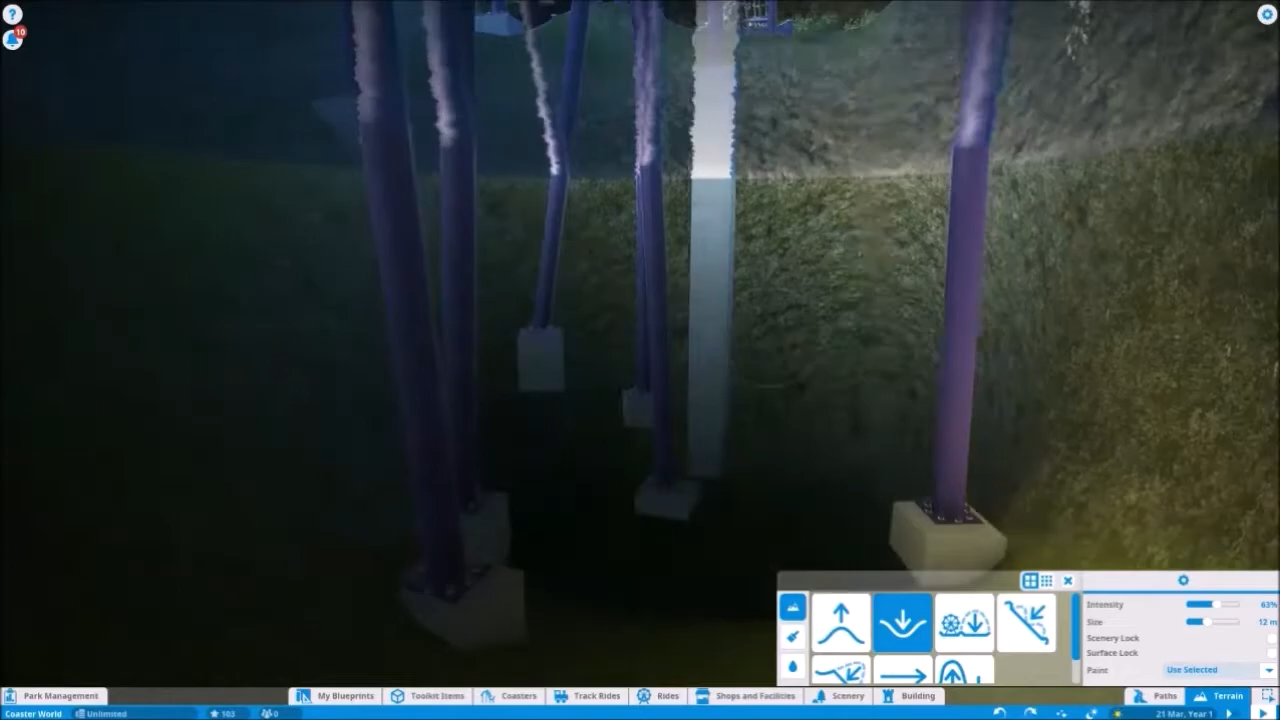 ?
10
Intensity 63%
Size 12 m
Scenery Lock
Surface Lock
Paint Use Selected
Park Management My Blueprints Toolkit Items Coasters Track Rides Rides Shops and Facilities Scenery Building Paths Terrain
Coaster World Unlimited 103 0 21 Mar, Year 1